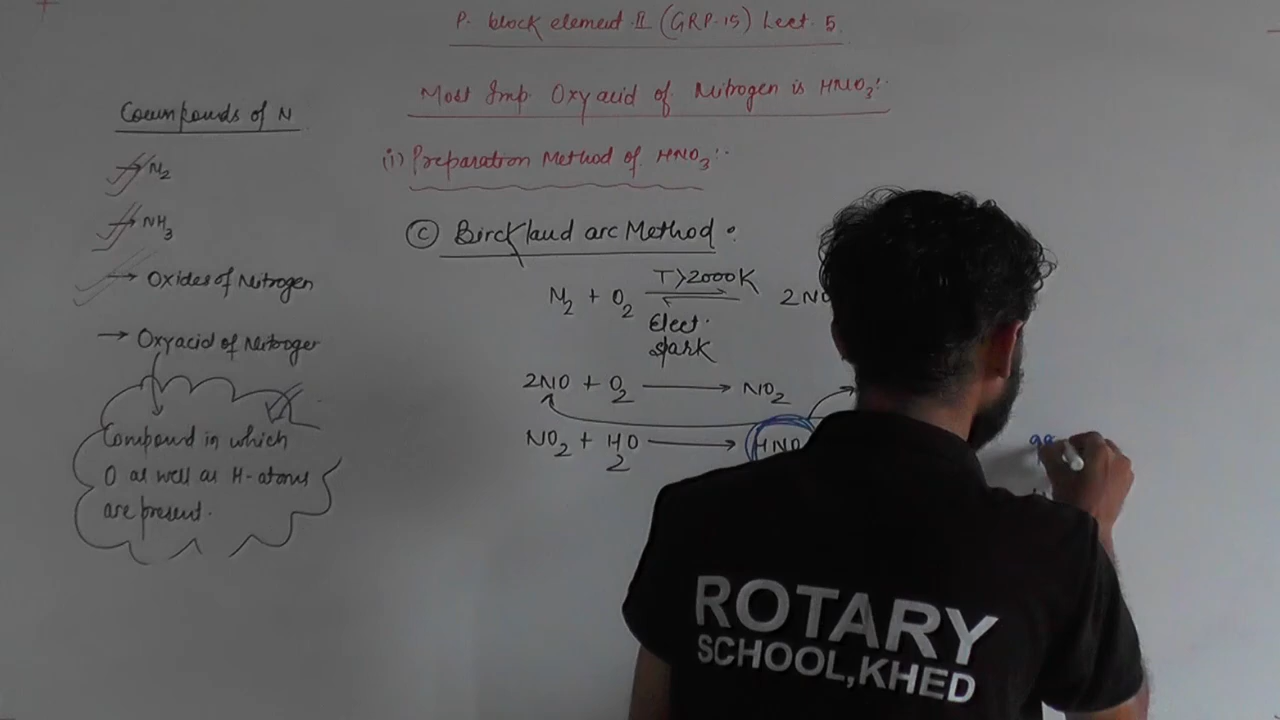 P. block element II (GRP-15) Lect. 5.
Most Imp. Oxyacid of Nitrogen is HNO3:-
(i) Preparation Method of HNO3:-
Compounds of N
→ N2
→ NH3
→ Oxides of Nitrogen
→ Oxyacid of Nitrogen
Compound in which
O as well as H-atoms
are present.
Ⓒ Birckland arc Method :
N2 + O2 T>2000K ⇌ 2NO
Elect.
spark
2NO + O2 → NO2
NO2 + H2O → HNO
98
ROTARY
SCHOOL,KHED